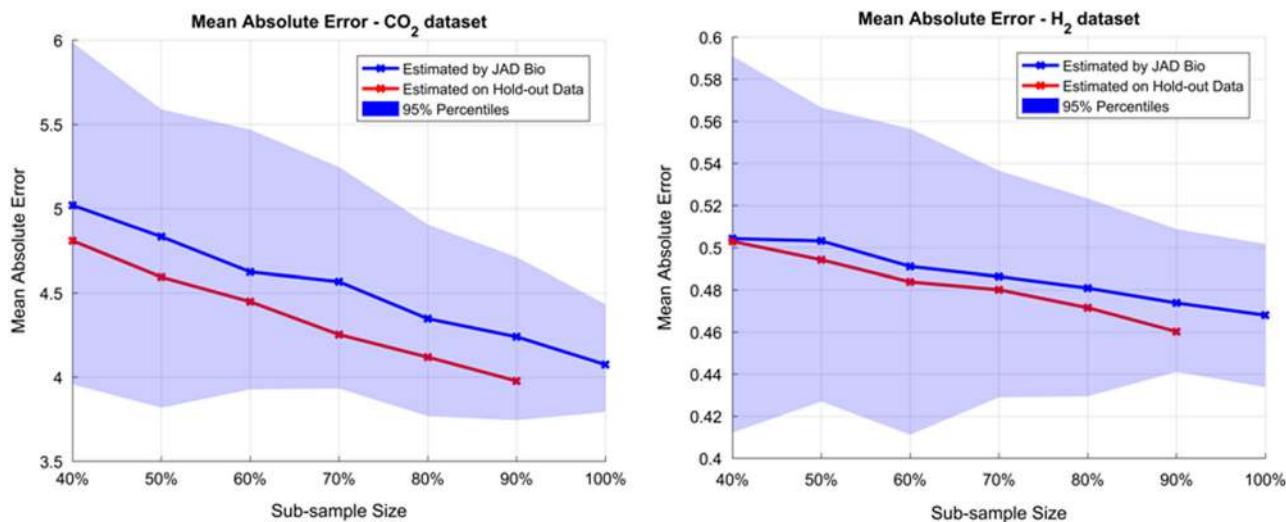 Mean Absolute Error - CO2 dataset
6
5.5
5
4.5
4
3.5
Mean Absolute Error
Estimated by JAD Bio
Estimated on Hold-out Data
95% Percentiles
40% 50% 60% 70% 80% 90% 100%
Sub-sample Size
Mean Absolute Error - H2 dataset
0.6
0.58
0.56
0.54
0.52
0.5
0.48
0.46
0.44
0.42
0.4
Mean Absolute Error
Estimated by JAD Bio
Estimated on Hold-out Data
95% Percentiles
40% 50% 60% 70% 80% 90% 100%
Sub-sample Size